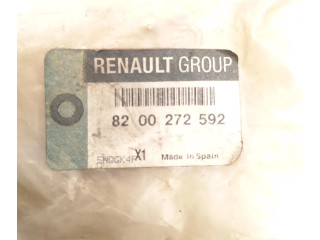 RENAULT GROUP
82 00 272 592
X1 Made in Spain